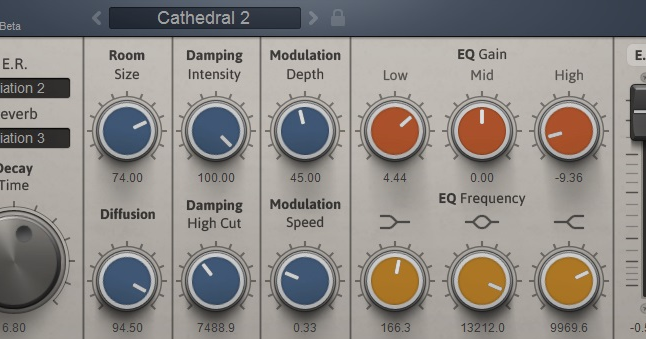 Cathedral 2
Beta
E.R.
iation 2
everb
iation 3
Decay
Time
6.80
Room
Size
74.00
Damping
Intensity
100.00
Modulation
Depth
45.00
EQ Gain
Low Mid High
4.44 0.00 -9.36
Diffusion
94.50
Damping
High Cut
7488.9
Modulation
Speed
0.33
EQ Frequency
166.3 13212.0 9969.6
E.
-0.5